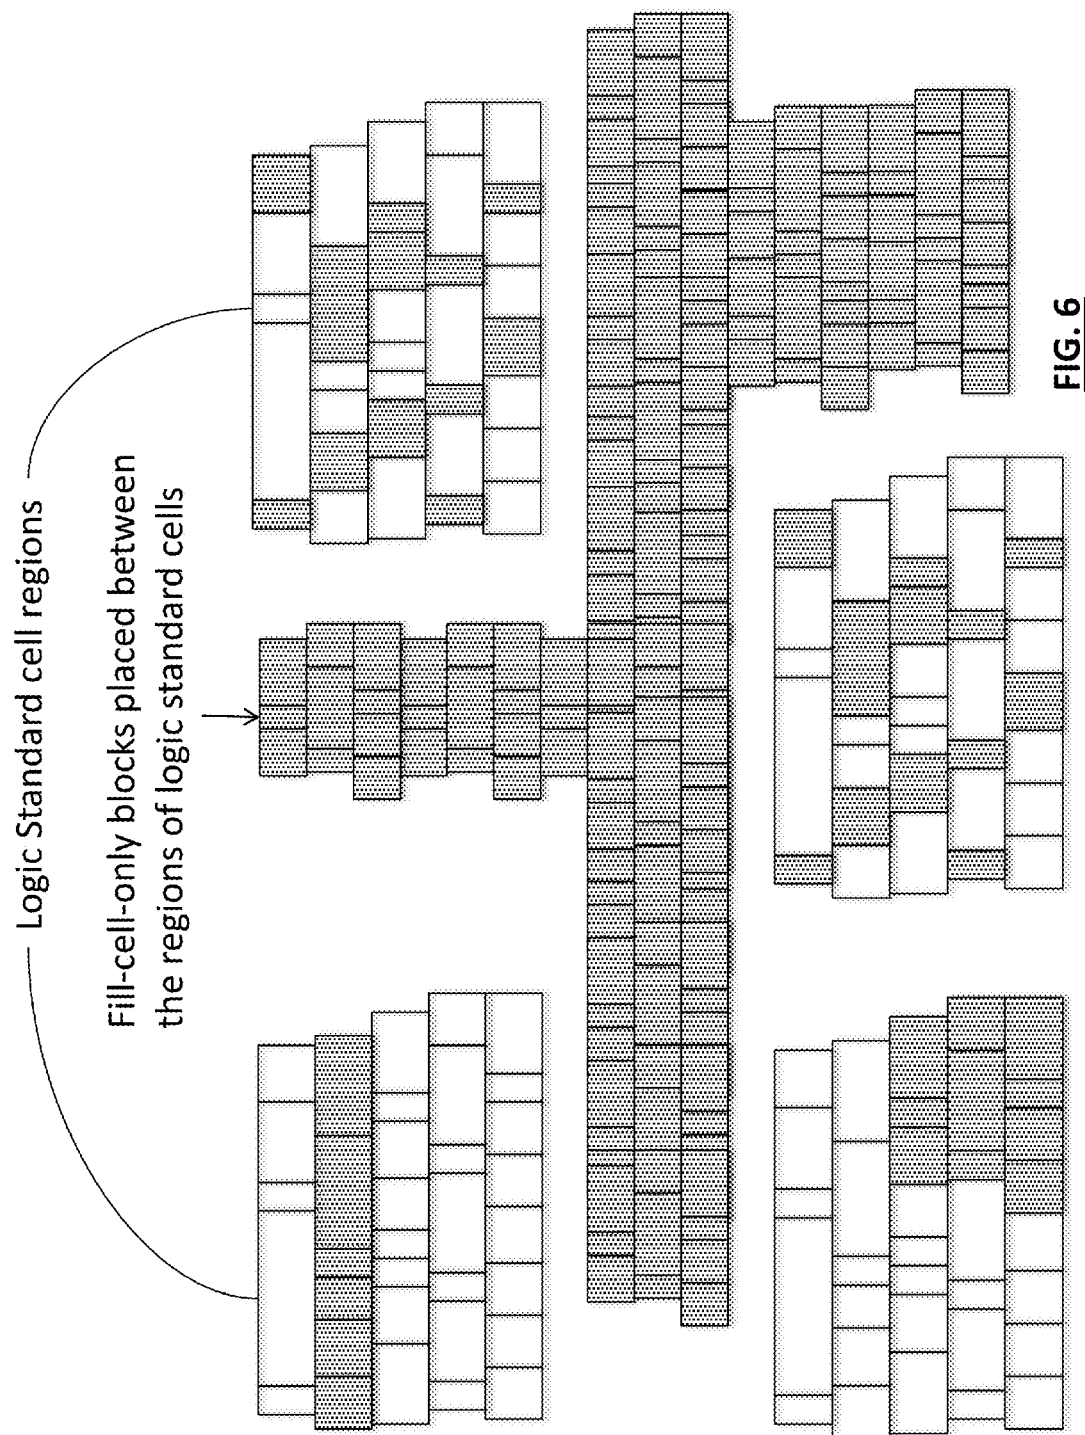 Logic Standard cell regions
Fill-cell-only blocks placed between
the regions of logic standard cells
FIG. 6